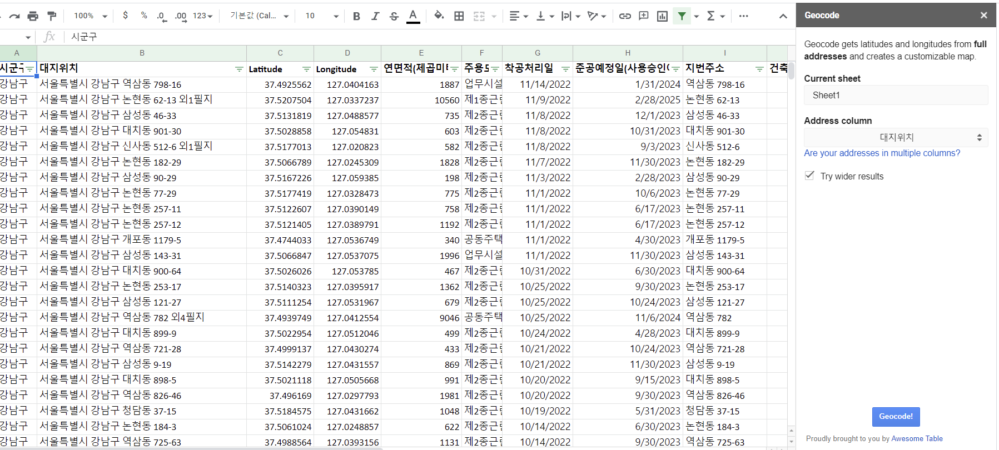 100% $ % .0 .00 123 기본값 (Cal... 10 B I S A
fx 시군구
A B C D E F G H I
시군구 대지위치 Latitude Longitude 연면적(제곱미 주용도 착공처리일 준공예정일(사용승인 지번주소 건축
강남구 서울특별시 강남구 역삼동 798-16 37.4925562 127.0404163 1887 업무시설 11/14/2022 1/31/2024 역삼동 798-16
강남구 서울특별시 강남구 논현동 62-13 외1필지 37.5207504 127.0337237 10560 제1종근린 11/9/2022 2/28/2025 논현동 62-13
강남구 서울특별시 강남구 삼성동 46-33 37.5131819 127.0488577 735 제2종근린 11/8/2022 12/1/2023 삼성동 46-33
강남구 서울특별시 강남구 대치동 901-30 37.5028858 127.054831 603 제2종근린 11/8/2022 10/31/2023 대치동 901-30
강남구 서울특별시 강남구 신사동 512-6 외1필지 37.5177013 127.020823 582 제2종근린 11/8/2022 9/3/2023 신사동 512-6
강남구 서울특별시 강남구 논현동 182-29 37.5066789 127.0245309 1828 제2종근린 11/7/2022 11/30/2023 논현동 182-29
강남구 서울특별시 강남구 삼성동 90-29 37.5167226 127.059385 198 제2종근린 11/3/2022 2/28/2023 삼성동 90-29
강남구 서울특별시 강남구 논현동 77-29 37.5177419 127.0328473 775 제2종근린 11/1/2022 10/6/2023 논현동 77-29
강남구 서울특별시 강남구 논현동 257-11 37.5122607 127.0390149 758 제2종근린 11/1/2022 6/17/2023 논현동 257-11
강남구 서울특별시 강남구 논현동 257-12 37.5121405 127.0389791 1192 제2종근린 11/1/2022 6/17/2023 논현동 257-12
강남구 서울특별시 강남구 개포동 1179-5 37.4744033 127.0536749 340 공동주택 11/1/2022 4/30/2023 개포동 1179-5
강남구 서울특별시 강남구 삼성동 143-31 37.5066847 127.0537075 1996 업무시설 11/1/2022 11/30/2023 삼성동 143-31
강남구 서울특별시 강남구 대치동 900-64 37.5026026 127.053785 467 제2종근린 10/31/2022 6/30/2023 대치동 900-64
강남구 서울특별시 강남구 논현동 253-17 37.5140323 127.0395917 1362 제2종근린 10/25/2022 9/30/2023 논현동 253-17
강남구 서울특별시 강남구 삼성동 121-27 37.5111254 127.0531967 679 제2종근린 10/25/2022 10/24/2023 삼성동 121-27
강남구 서울특별시 강남구 역삼동 782 외4필지 37.4939749 127.0412554 9046 공동주택 10/25/2022 11/6/2024 역삼동 782
강남구 서울특별시 강남구 대치동 899-9 37.5022954 127.0512046 499 제2종근린 10/24/2022 4/28/2023 대치동 899-9
강남구 서울특별시 강남구 역삼동 721-28 37.4999137 127.0430274 433 제2종근린 10/21/2022 10/24/2023 역삼동 721-28
강남구 서울특별시 강남구 삼성동 9-19 37.5142279 127.0431557 869 제2종근린 10/21/2022 11/30/2023 삼성동 9-19
강남구 서울특별시 강남구 대치동 898-5 37.5021118 127.0505668 991 제2종근린 10/20/2022 9/15/2023 대치동 898-5
강남구 서울특별시 강남구 역삼동 826-46 37.496169 127.0297793 1981 제2종근린 10/20/2022 9/30/2023 역삼동 826-46
강남구 서울특별시 강남구 청담동 37-15 37.5184575 127.0431662 1048 제2종근린 10/19/2022 5/31/2023 청담동 37-15
강남구 서울특별시 강남구 논현동 184-3 37.5061024 127.0248857 622 제2종근린 10/14/2022 6/30/2023 논현동 184-3
강남구 서울특별시 강남구 역삼동 725-63 37.4988564 127.0393156 1131 제2종근린 10/14/2022 9/30/2023 역삼동 725-63
Geocode
Geocode gets latitudes and longitudes from full
addresses and creates a customizable map.
Current sheet
Sheet1
Address column
대지위치
Are your addresses in multiple columns?
Try wider results
Geocode!
Proudly brought to you by Awesome Table